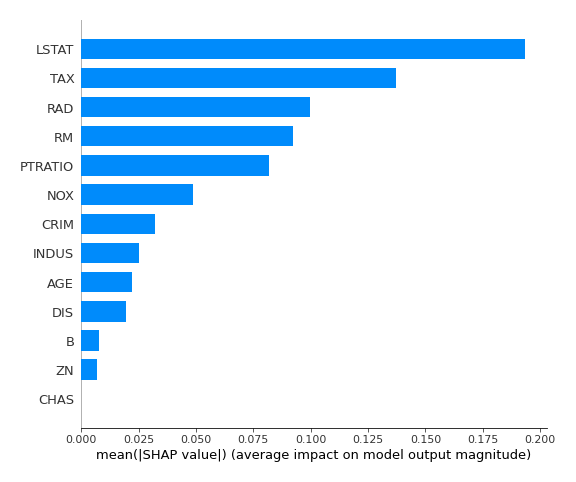 LSTAT
TAX
RAD
RM
PTRATIO
NOX
CRIM
INDUS
AGE
DIS
B
ZN
CHAS
0.000 0.025 0.050 0.075 0.100 0.125 0.150 0.175 0.200
mean(|SHAP value|) (average impact on model output magnitude)